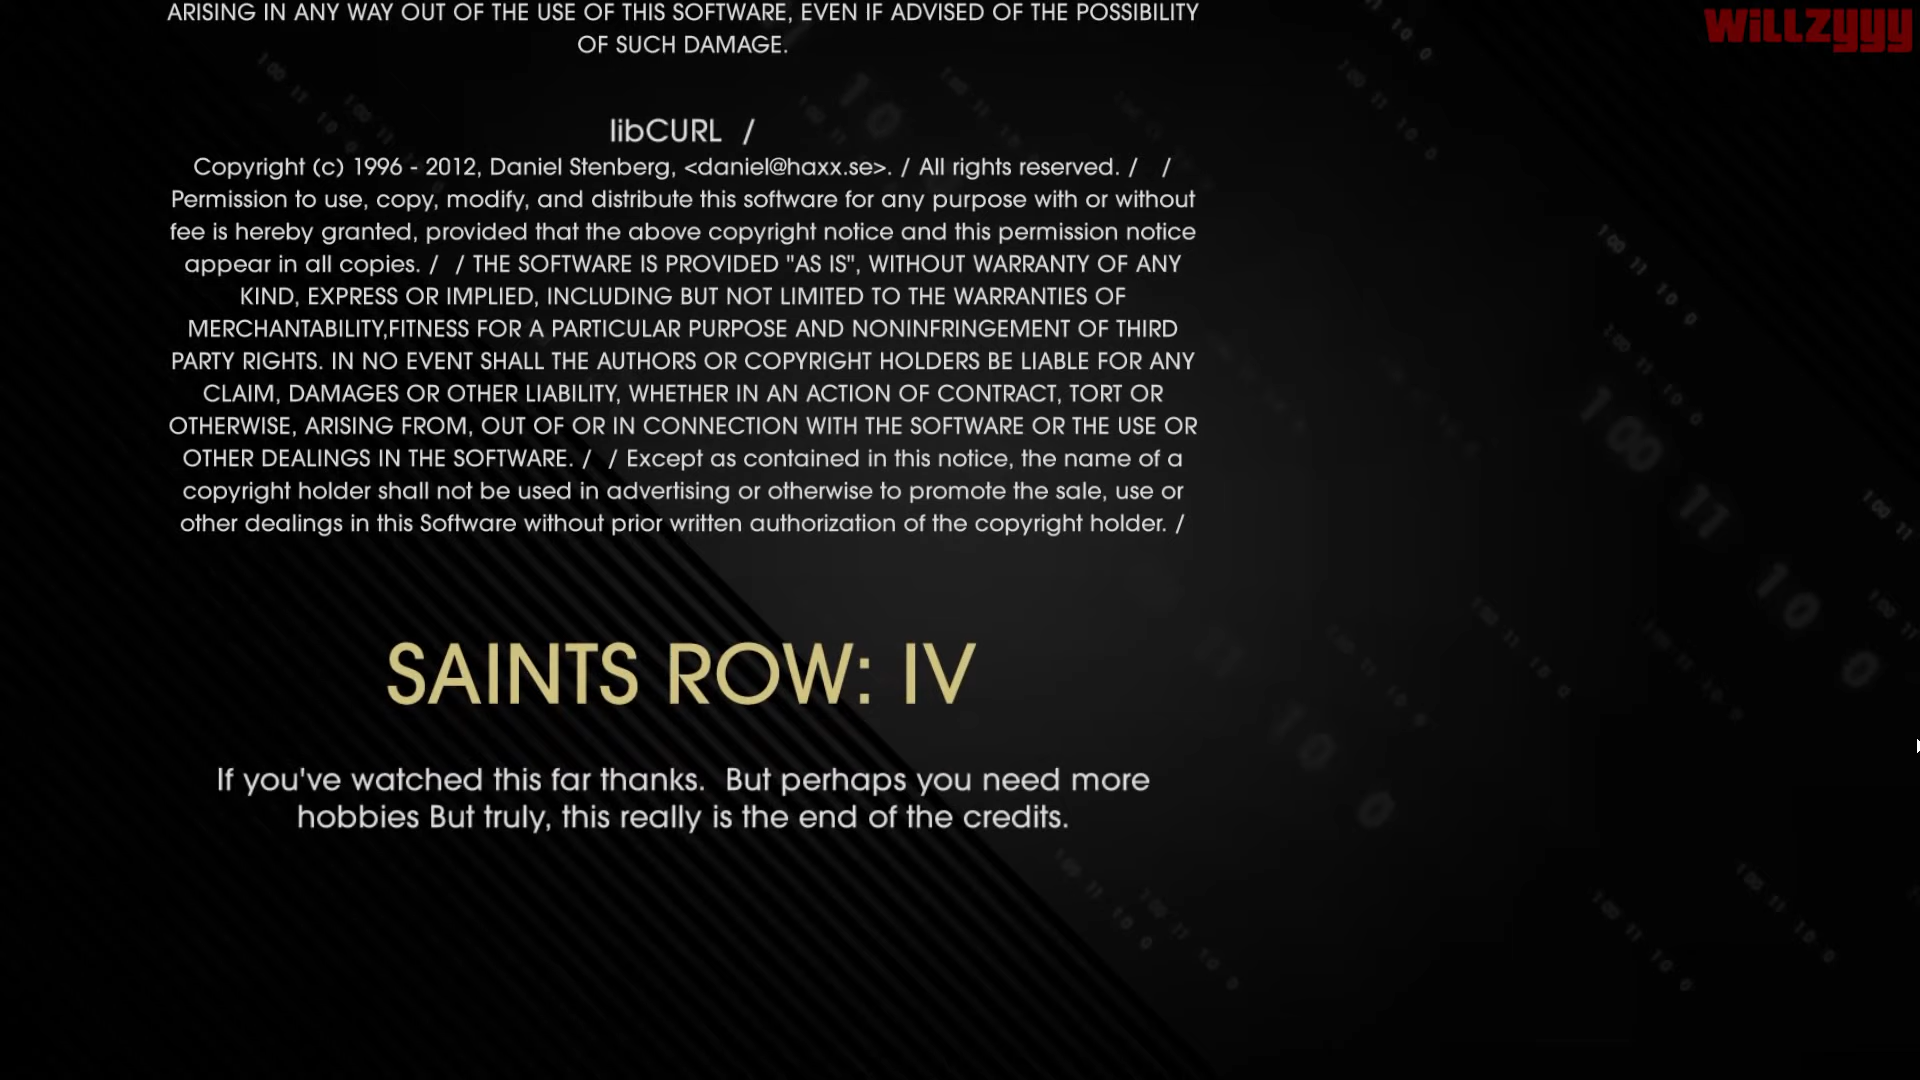 ARISING IN ANY WAY OUT OF THE USE OF THIS SOFTWARE, EVEN IF ADVISED OF THE POSSIBILITY
OF SUCH DAMAGE.
WiLLZyyy
libCURL /
Copyright (c) 1996 - 2012, Daniel Stenberg, <daniel@haxx.se>. / All rights reserved. /   /
Permission to use, copy, modify, and distribute this software for any purpose with or without
fee is hereby granted, provided that the above copyright notice and this permission notice
appear in all copies. /   / THE SOFTWARE IS PROVIDED "AS IS", WITHOUT WARRANTY OF ANY
KIND, EXPRESS OR IMPLIED, INCLUDING BUT NOT LIMITED TO THE WARRANTIES OF
MERCHANTABILITY,FITNESS FOR A PARTICULAR PURPOSE AND NONINFRINGEMENT OF THIRD
PARTY RIGHTS. IN NO EVENT SHALL THE AUTHORS OR COPYRIGHT HOLDERS BE LIABLE FOR ANY
CLAIM, DAMAGES OR OTHER LIABILITY, WHETHER IN AN ACTION OF CONTRACT, TORT OR
OTHERWISE, ARISING FROM, OUT OF OR IN CONNECTION WITH THE SOFTWARE OR THE USE OR
OTHER DEALINGS IN THE SOFTWARE. /   / Except as contained in this notice, the name of a
copyright holder shall not be used in advertising or otherwise to promote the sale, use or
other dealings in this Software without prior written authorization of the copyright holder. /
SAINTS ROW: IV
If you've watched this far thanks.  But perhaps you need more
hobbies But truly, this really is the end of the credits.